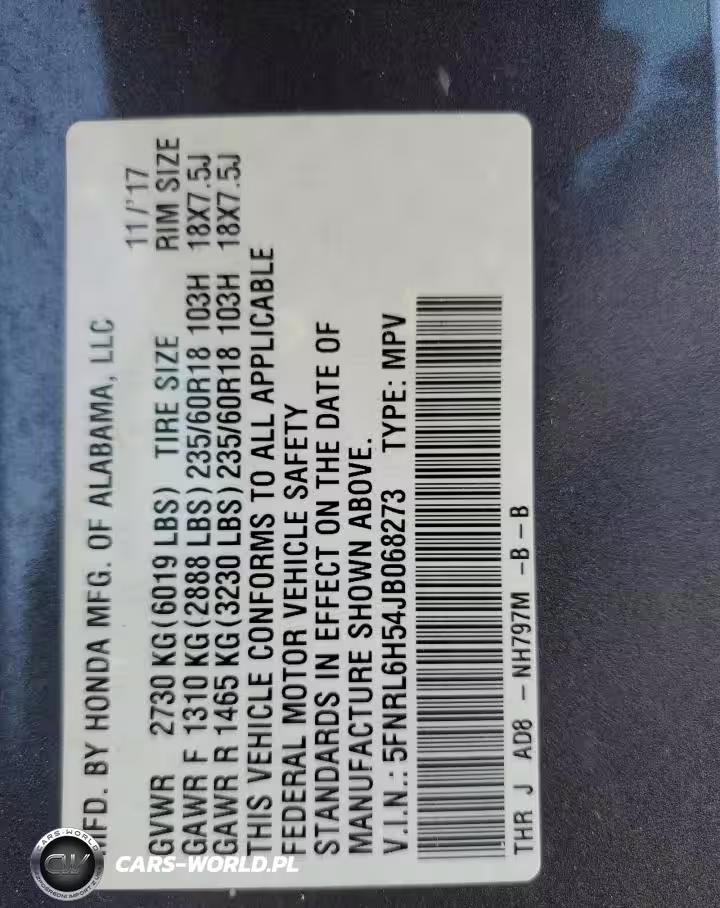 MFD. BY HONDA MFG. OF ALABAMA, LLC 11/'17
GVWR 2730 KG(6019 LBS) TIRE SIZE RIM SIZE
GAWR F 1310 KG(2888 LBS)235/60R18 103H 18X7.5J
GAWR R 1465 KG(3230 LBS)235/60R18 103H 18X7.5J
THIS VEHICLE CONFORMS TO ALL APPLICABLE
FEDERAL MOTOR VEHICLE SAFETY
STANDARDS IN EFFECT ON THE DATE OF
MANUFACTURE SHOWN ABOVE.
V.I.N.: 5FNRL6H54JB068273 TYPE: MPV
THR J AD8 - NH797M -B-B
CARS-WORLD
CW
CARS-WORLD.PL